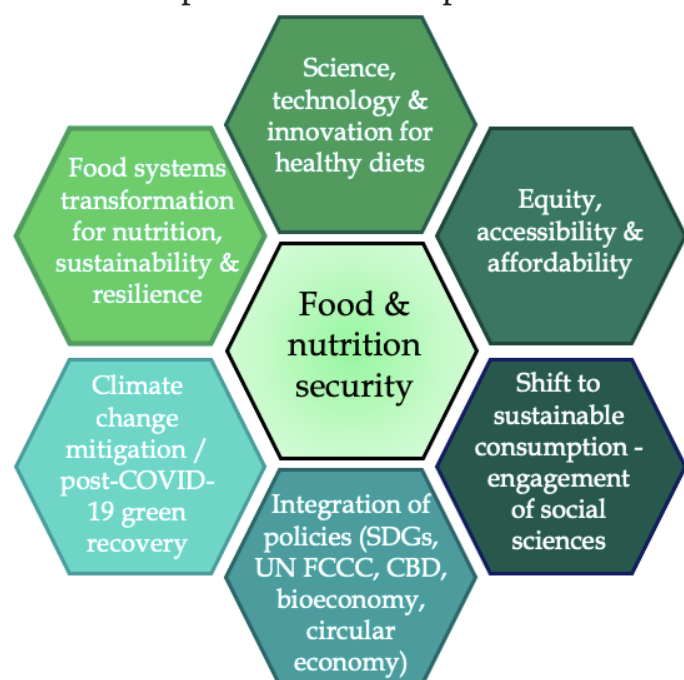 Science,
technology &
innovation for
healthy diets
Food systems
transformation
for nutrition,
sustainability &
resilience
Equity,
accessibility &
affordability
Food &
nutrition
security
Climate
change
mitigation /
post-COVID-
19 green
recovery
Shift to
sustainable
consumption -
engagement
of social
sciences
Integration of
policies (SDGs,
UN FCCC, CBD,
bioeconomy,
circular
economy)